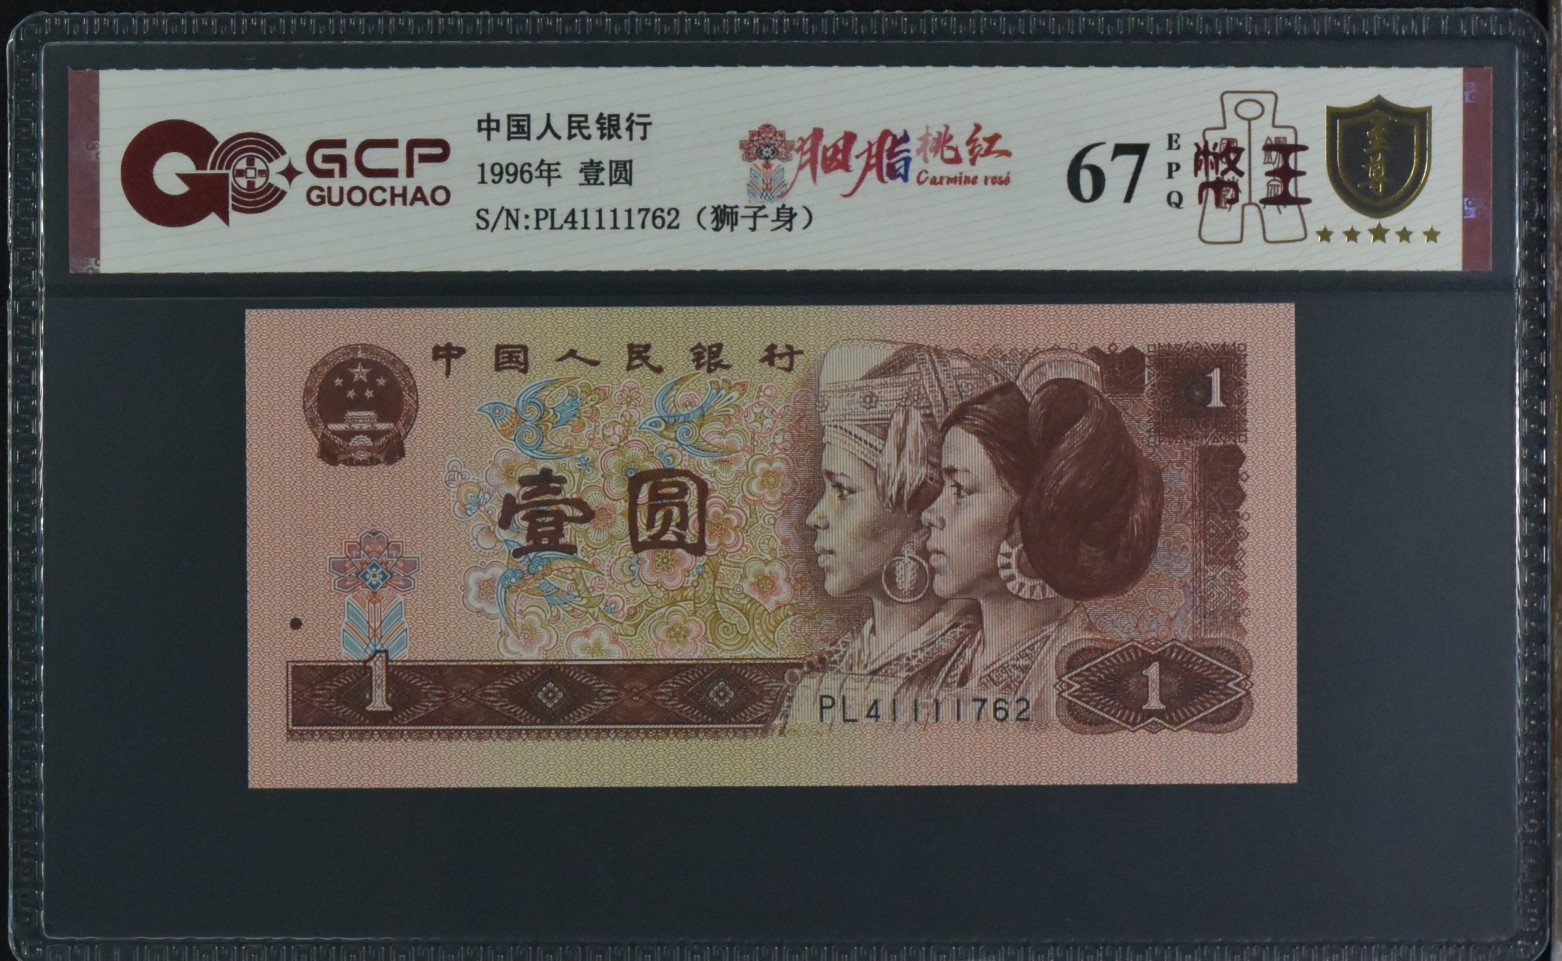 GCP
GUOCHAO
中国人民银行
1996年 壹圆
S/N:PL41111762（狮子身）
胭脂桃红
Carmine rosé
67
EPQ
币王
至尊
中国人民银行
1
壹圆
1
1
PL41111762